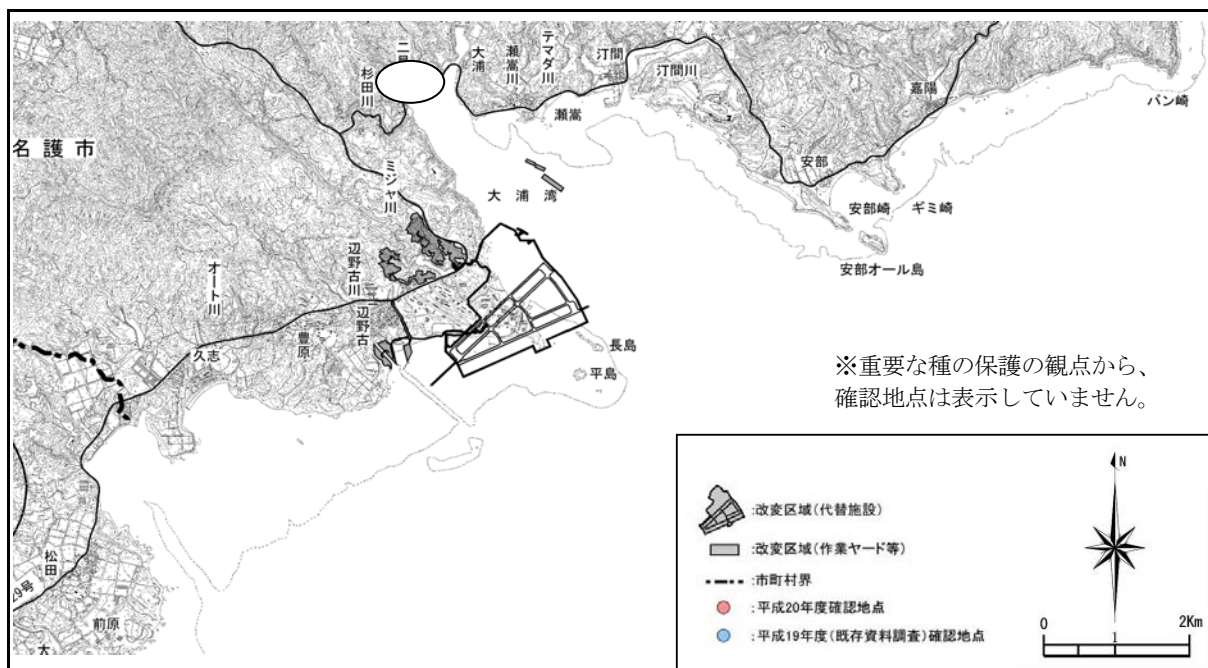 二
杉田川
大浦
瀬嵩川
テマダ川
汀間
汀間川
瀬嵩
嘉陽
バン崎
名護市
安部
大浦湾
安部崎
ギミ崎
安部オール島
ミジャ川
辺野古川
オート川
辺野古
豊原
久志
長島
平島
※重要な種の保護の観点から、
確認地点は表示していません。
松田
29号
前原
大
N
:改変区域(代替施設)
:改変区域(作業ヤード等)
:市町村界
:平成20年度確認地点
:平成19年度(既存資料調査)確認地点
0 1 2Km